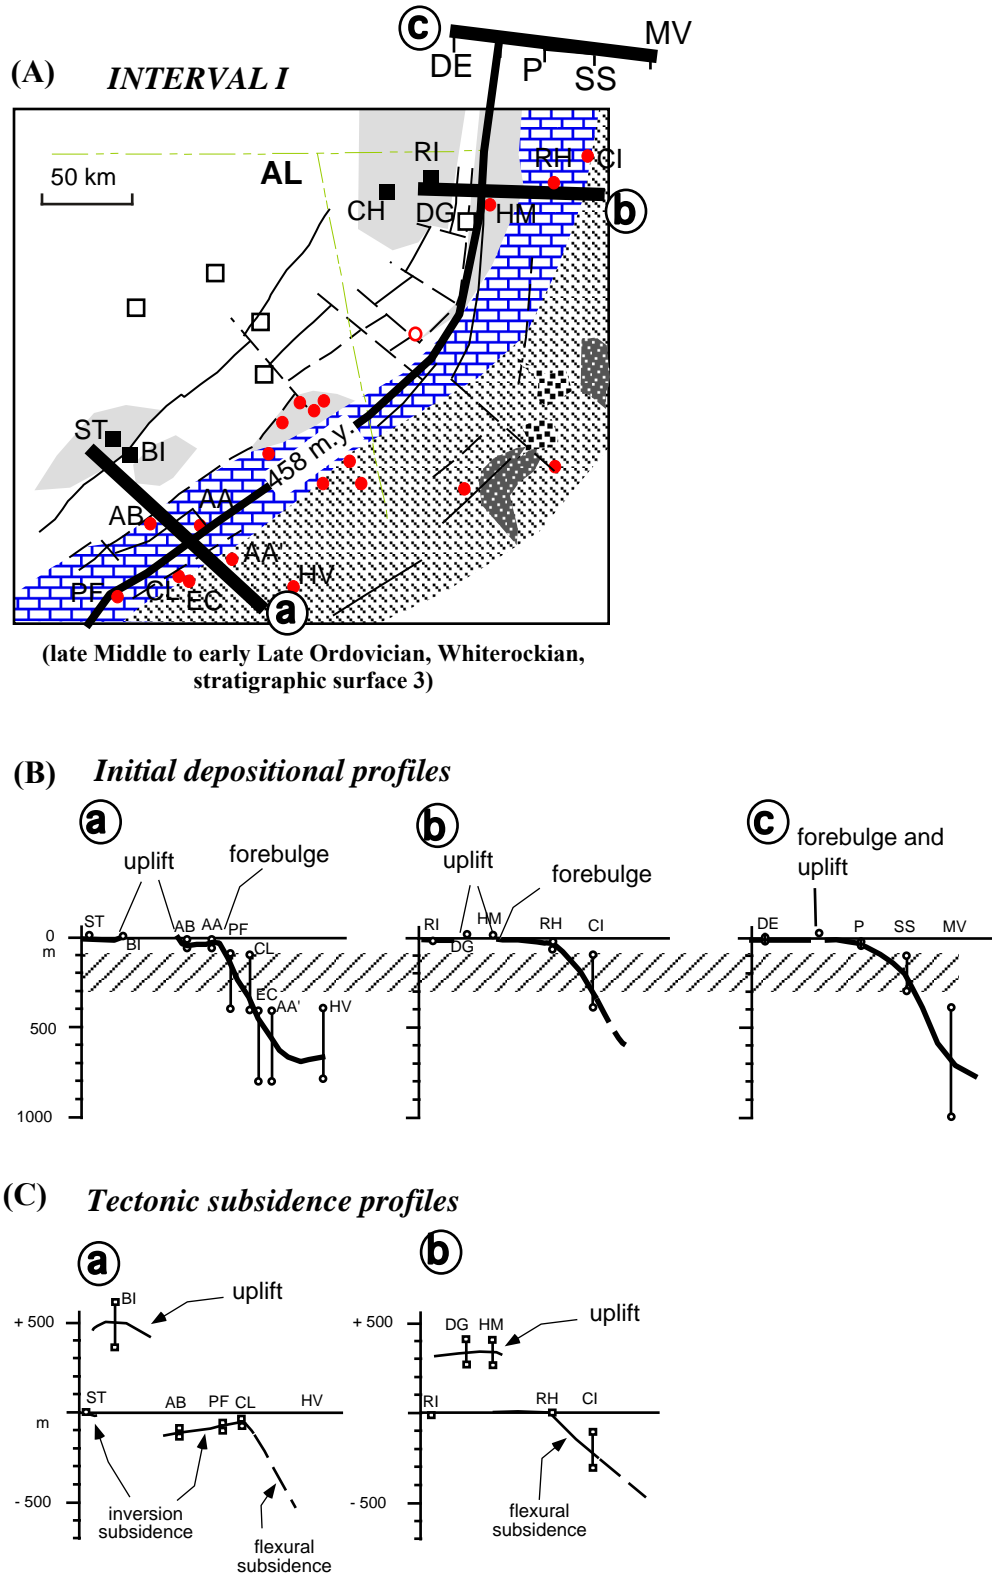 (A) INTERVAL I
c
DE P SS MV
50 km
AL
RI
RH CI
CH DG HM
b
ST BI
458 m.y.
AB AA
AA'
PF CL EC HV
a
(late Middle to early Late Ordovician, Whiterockian,
stratigraphic surface 3)
(B) Initial depositional profiles
a
uplift forebulge
ST BI AB AA PF CL EC AA' HV
0
m
500
1000
b
uplift forebulge
RI DG HM RH CI
c
forebulge and
uplift
DE P SS MV
(C) Tectonic subsidence profiles
a
BI uplift
+ 500
ST AB PF CL HV
m
- 500
inversion
subsidence
flexural
subsidence
b
+ 500
DG HM uplift
RI RH CI
- 500
flexural
subsidence